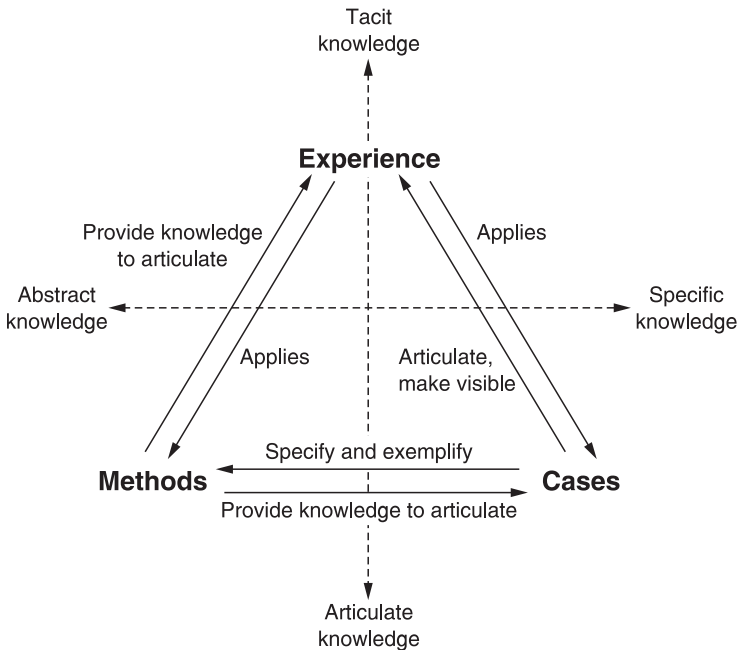 Tacit
knowledge
Experience
Provide knowledge
to articulate
Applies
Abstract
knowledge
Specific
knowledge
Applies
Articulate,
make visible
Specify and exemplify
Methods
Cases
Provide knowledge to articulate
Articulate
knowledge